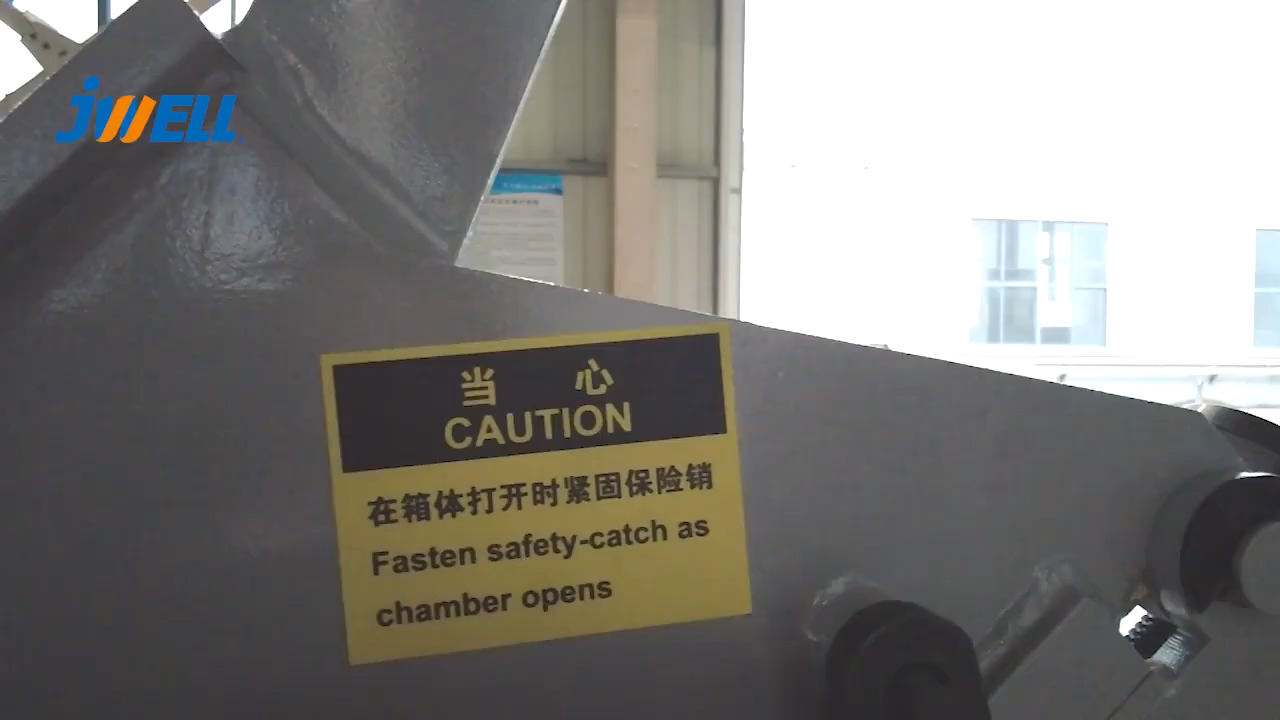 JWELL
当 心
CAUTION
在箱体打开时紧固保险销
Fasten safety-catch as
chamber opens